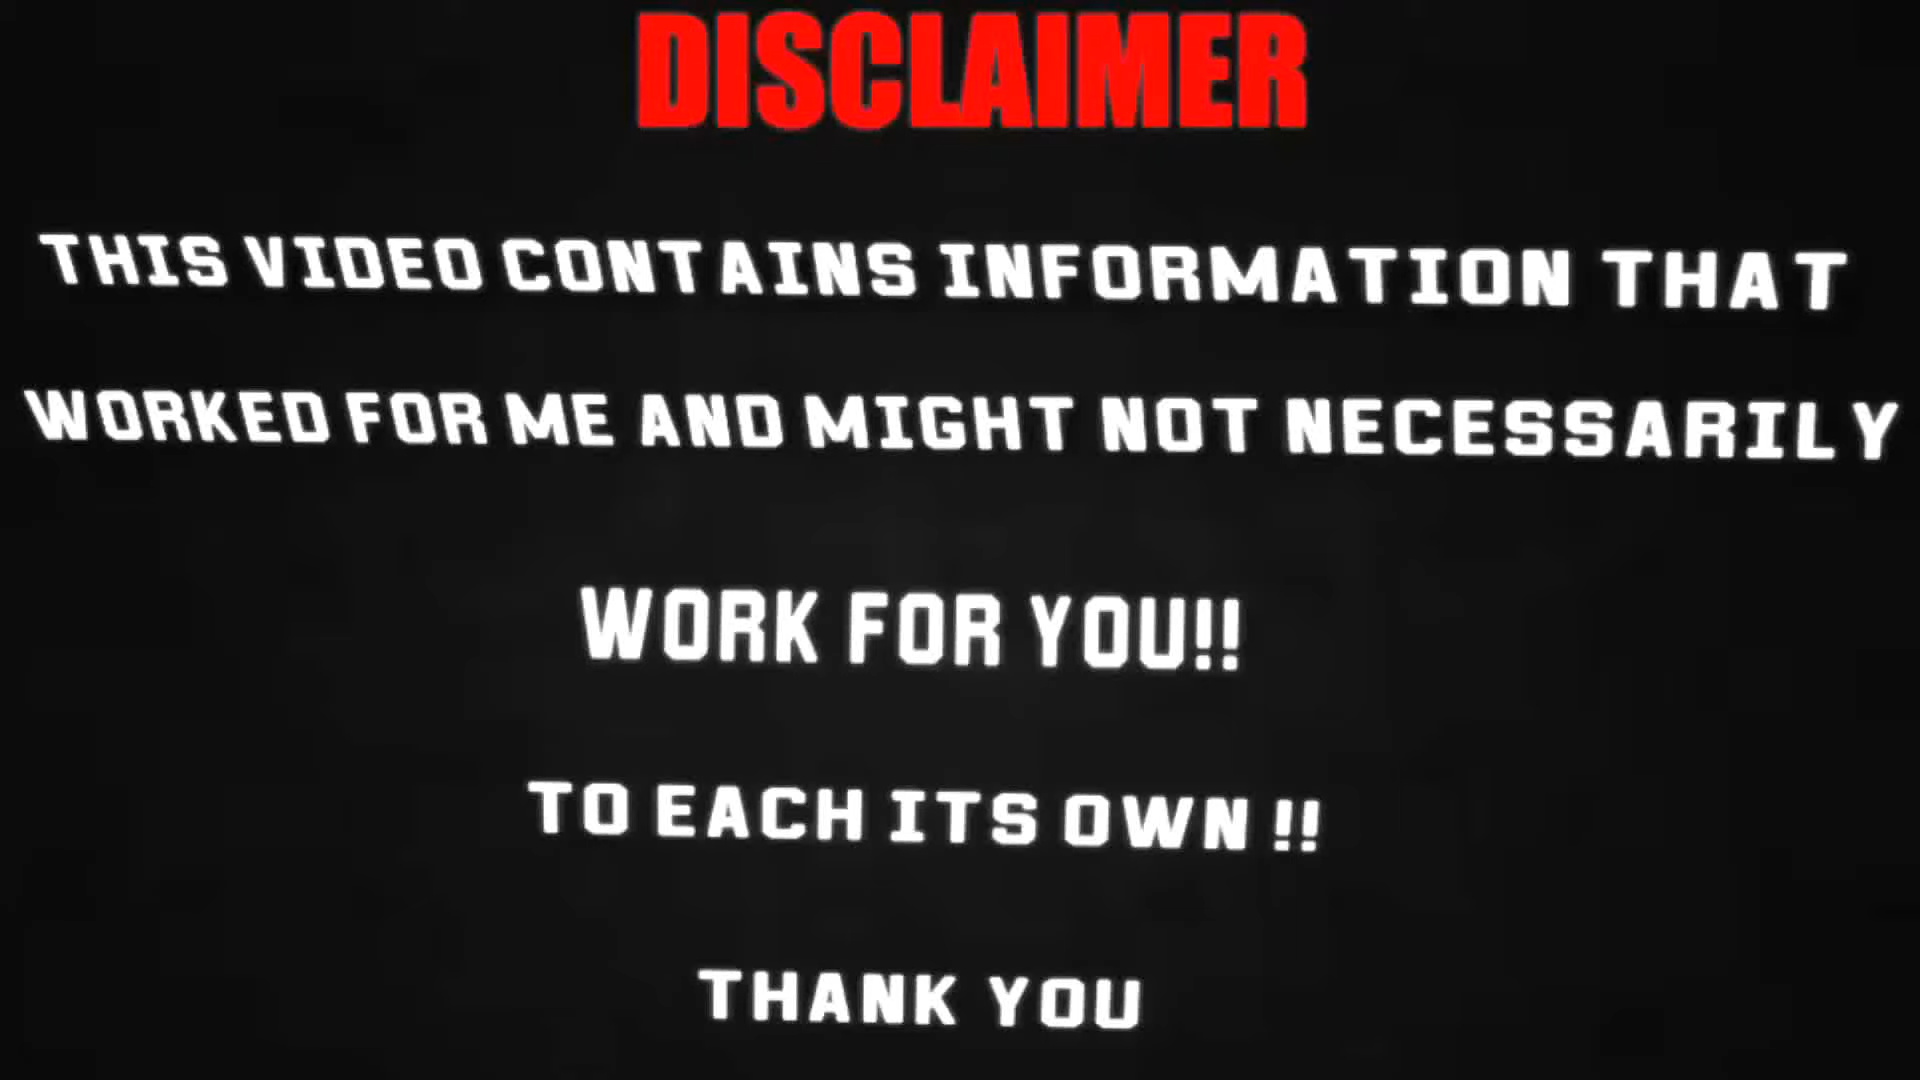 DISCLAIMER
THIS VIDEO CONTAINS INFORMATION THAT
WORKED FOR ME AND MIGHT NOT NECESSARILY
WORK FOR YOU!!
TO EACH ITS OWN !!
THANK YOU